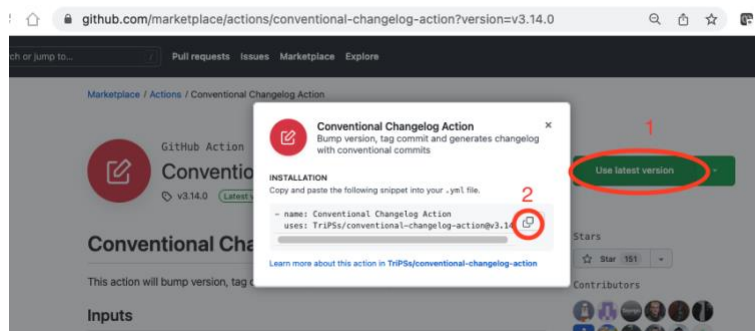 github.com/marketplace/actions/conventional-changelog-action?version=v3.14.0
ch or jump to... / Pull requests Issues Marketplace Explore
Marketplace / Actions / Conventional Changelog Action
GitHub Action
Conventio
v3.14.0 Latest v
Conventional Changelog Action ×
Bump version, tag commit and generates changelog
with conventional commits
INSTALLATION
Copy and paste the following snippet into your .yml file.
2
- name: Conventional Changelog Action
uses: TriPSs/conventional-changelog-action@v3.14
Learn more about this action in TriPSs/conventional-changelog-action
1
Use latest version
Stars
Star 151
Contributors
Conventional Cha
This action will bump version, tag c
Inputs